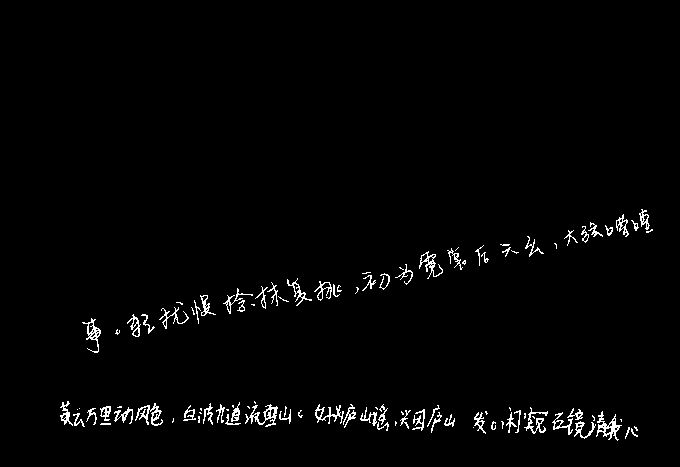 事。轻扰慢捻抹复挑,初为霓裳后六幺,大弦嘈嘈
黄云万里动风色,白波九道流雪山。好为庐山谣,兴因庐山发。闲窥石镜清我心